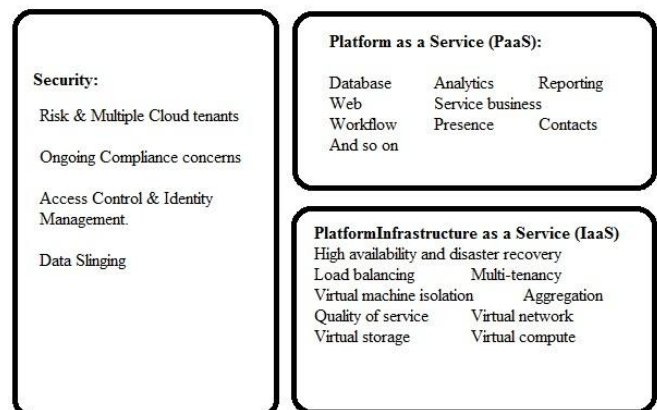 Security:
Risk & Multiple Cloud tenants
Ongoing Compliance concerns
Access Control & Identity
Management.
Data Slinging
Platform as a Service (PaaS):
Database Analytics Reporting
Web Service business
Workflow Presence Contacts
And so on
PlatformInfrastructure as a Service (IaaS)
High availability and disaster recovery
Load balancing Multi-tenancy
Virtual machine isolation Aggregation
Quality of service Virtual network
Virtual storage Virtual compute